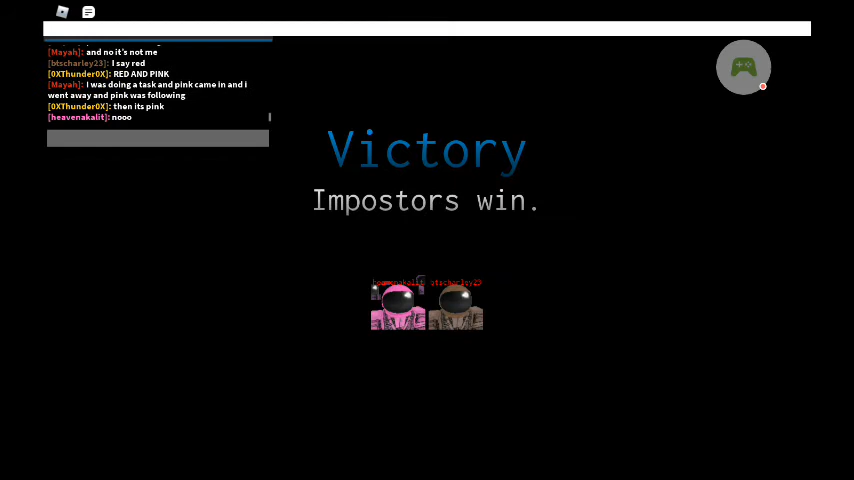 [Mayah]: and no it's not me
[btscharley23]: I say red
[0XThunder0X]: RED AND PINK
[Mayah]: I was doing a task and pink came in and i
went away and pink was following
[0XThunder0X]: then its pink
[heavenakalit]: nooo
Victory
Impostors win.
heavenakalit btscharley23